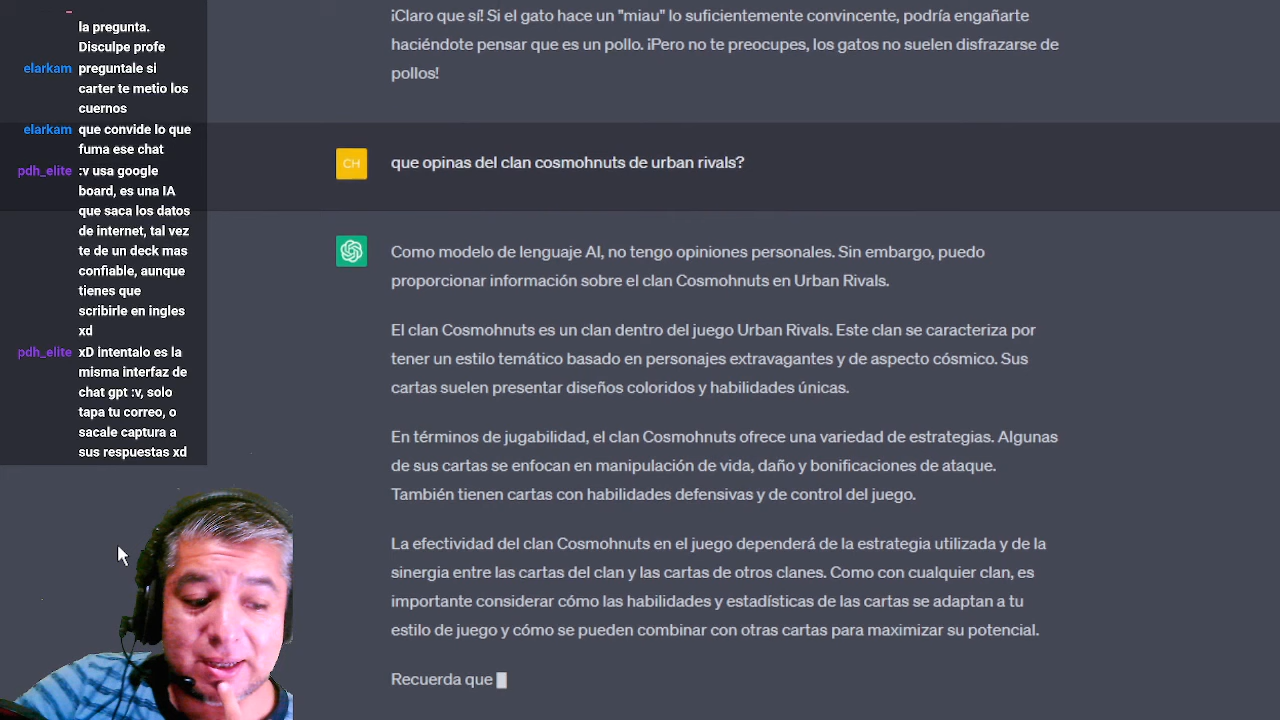 la pregunta.
Disculpe profe
elarkam preguntale si
carter te metio los
cuernos
elarkam que convide lo que
fuma ese chat
pdh_elite :v usa google
board, es una IA
que saca los datos
de internet, tal vez
te de un deck mas
confiable, aunque
tienes que
scribirle en ingles
xd
pdh_elite xD intentalo es la
misma interfaz de
chat gpt :v, solo
tapa tu correo, o
sacale captura a
sus respuestas xd
¡Claro que sí! Si el gato hace un "miau" lo suficientemente convincente, podría engañarte
haciéndote pensar que es un pollo. ¡Pero no te preocupes, los gatos no suelen disfrazarse de
pollos!
CH que opinas del clan cosmohnuts de urban rivals?
Como modelo de lenguaje AI, no tengo opiniones personales. Sin embargo, puedo
proporcionar información sobre el clan Cosmohnuts en Urban Rivals.
El clan Cosmohnuts es un clan dentro del juego Urban Rivals. Este clan se caracteriza por
tener un estilo temático basado en personajes extravagantes y de aspecto cósmico. Sus
cartas suelen presentar diseños coloridos y habilidades únicas.
En términos de jugabilidad, el clan Cosmohnuts ofrece una variedad de estrategias. Algunas
de sus cartas se enfocan en manipulación de vida, daño y bonificaciones de ataque.
También tienen cartas con habilidades defensivas y de control del juego.
La efectividad del clan Cosmohnuts en el juego dependerá de la estrategia utilizada y de la
sinergia entre las cartas del clan y las cartas de otros clanes. Como con cualquier clan, es
importante considerar cómo las habilidades y estadísticas de las cartas se adaptan a tu
estilo de juego y cómo se pueden combinar con otras cartas para maximizar su potencial.
Recuerda que